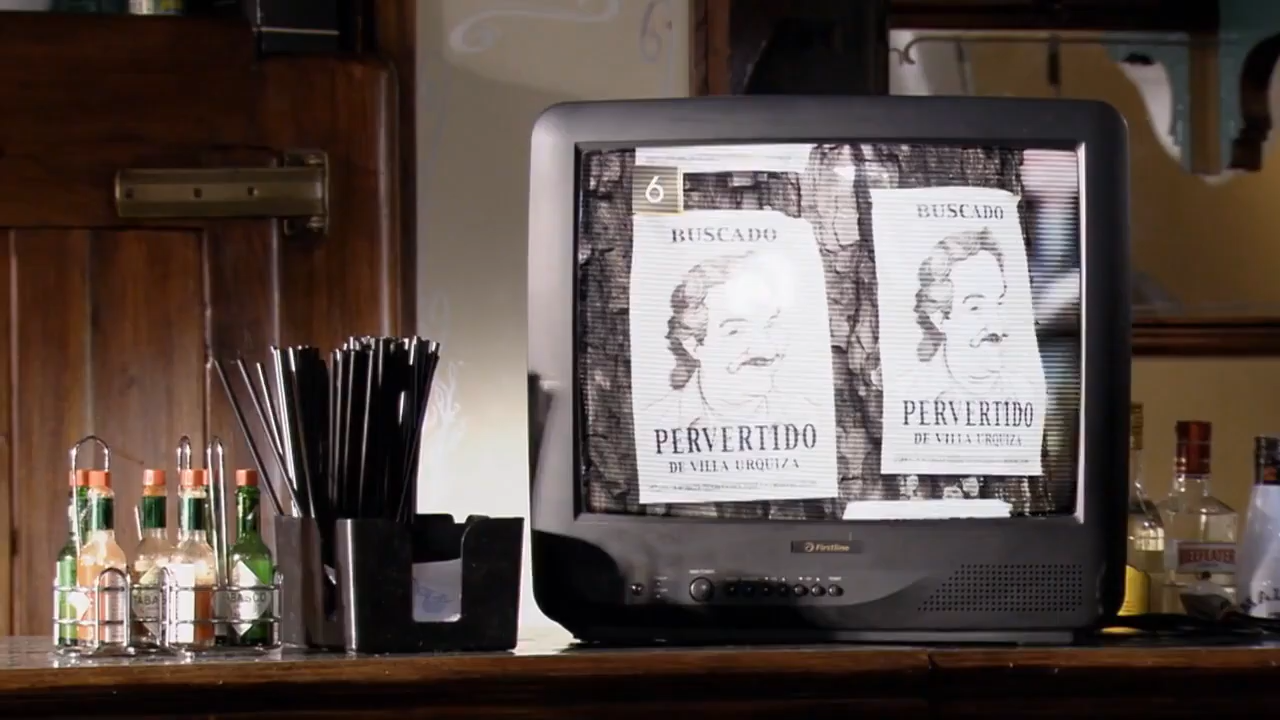 6
BUSCADO
PERVERTIDO
DE VILLA URQUIZA
BUSCADO
PERVERTIDO
DE VILLA URQUIZA
Firstline
BEEFEATER